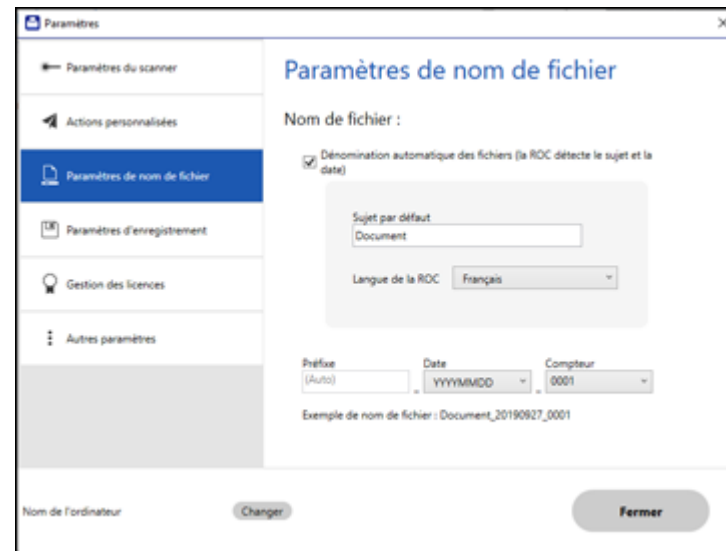 Paramètres
Paramètres du scanner
Actions personnalisées
Paramètres de nom de fichier
Paramètres d'enregistrement
Gestion des licences
Autres paramètres
Paramètres de nom de fichier
Nom de fichier :
Dénomination automatique des fichiers (la ROC détecte le sujet et la
date)
Sujet par défaut
Document
Langue de la ROC Français
Préfixe Date Compteur
(Auto) _ YYYYMMDD _ 0001
Exemple de nom de fichier : Document_20190927_0001
Nom de l'ordinateur Changer Fermer